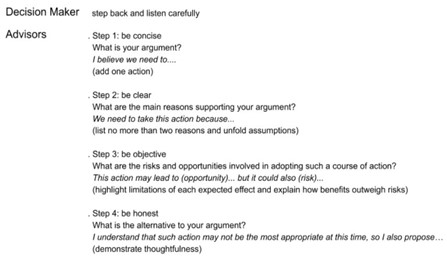 Decision Maker step back and listen carefully
Advisors . Step 1: be concise
What is your argument?
I believe we need to....
(add one action)
. Step 2: be clear
What are the main reasons supporting your argument?
We need to take this action because...
(list no more than two reasons and unfold assumptions)
. Step 3: be objective
What are the risks and opportunities involved in adopting such a course of action?
This action may lead to (opportunity)... but it could also (risk)...
(highlight limitations of each expected effect and explain how benefits outweigh risks)
. Step 4: be honest
What is the alternative to your argument?
I understand that such action may not be the most appropriate at this time, so I also propose…
(demonstrate thoughtfulness)